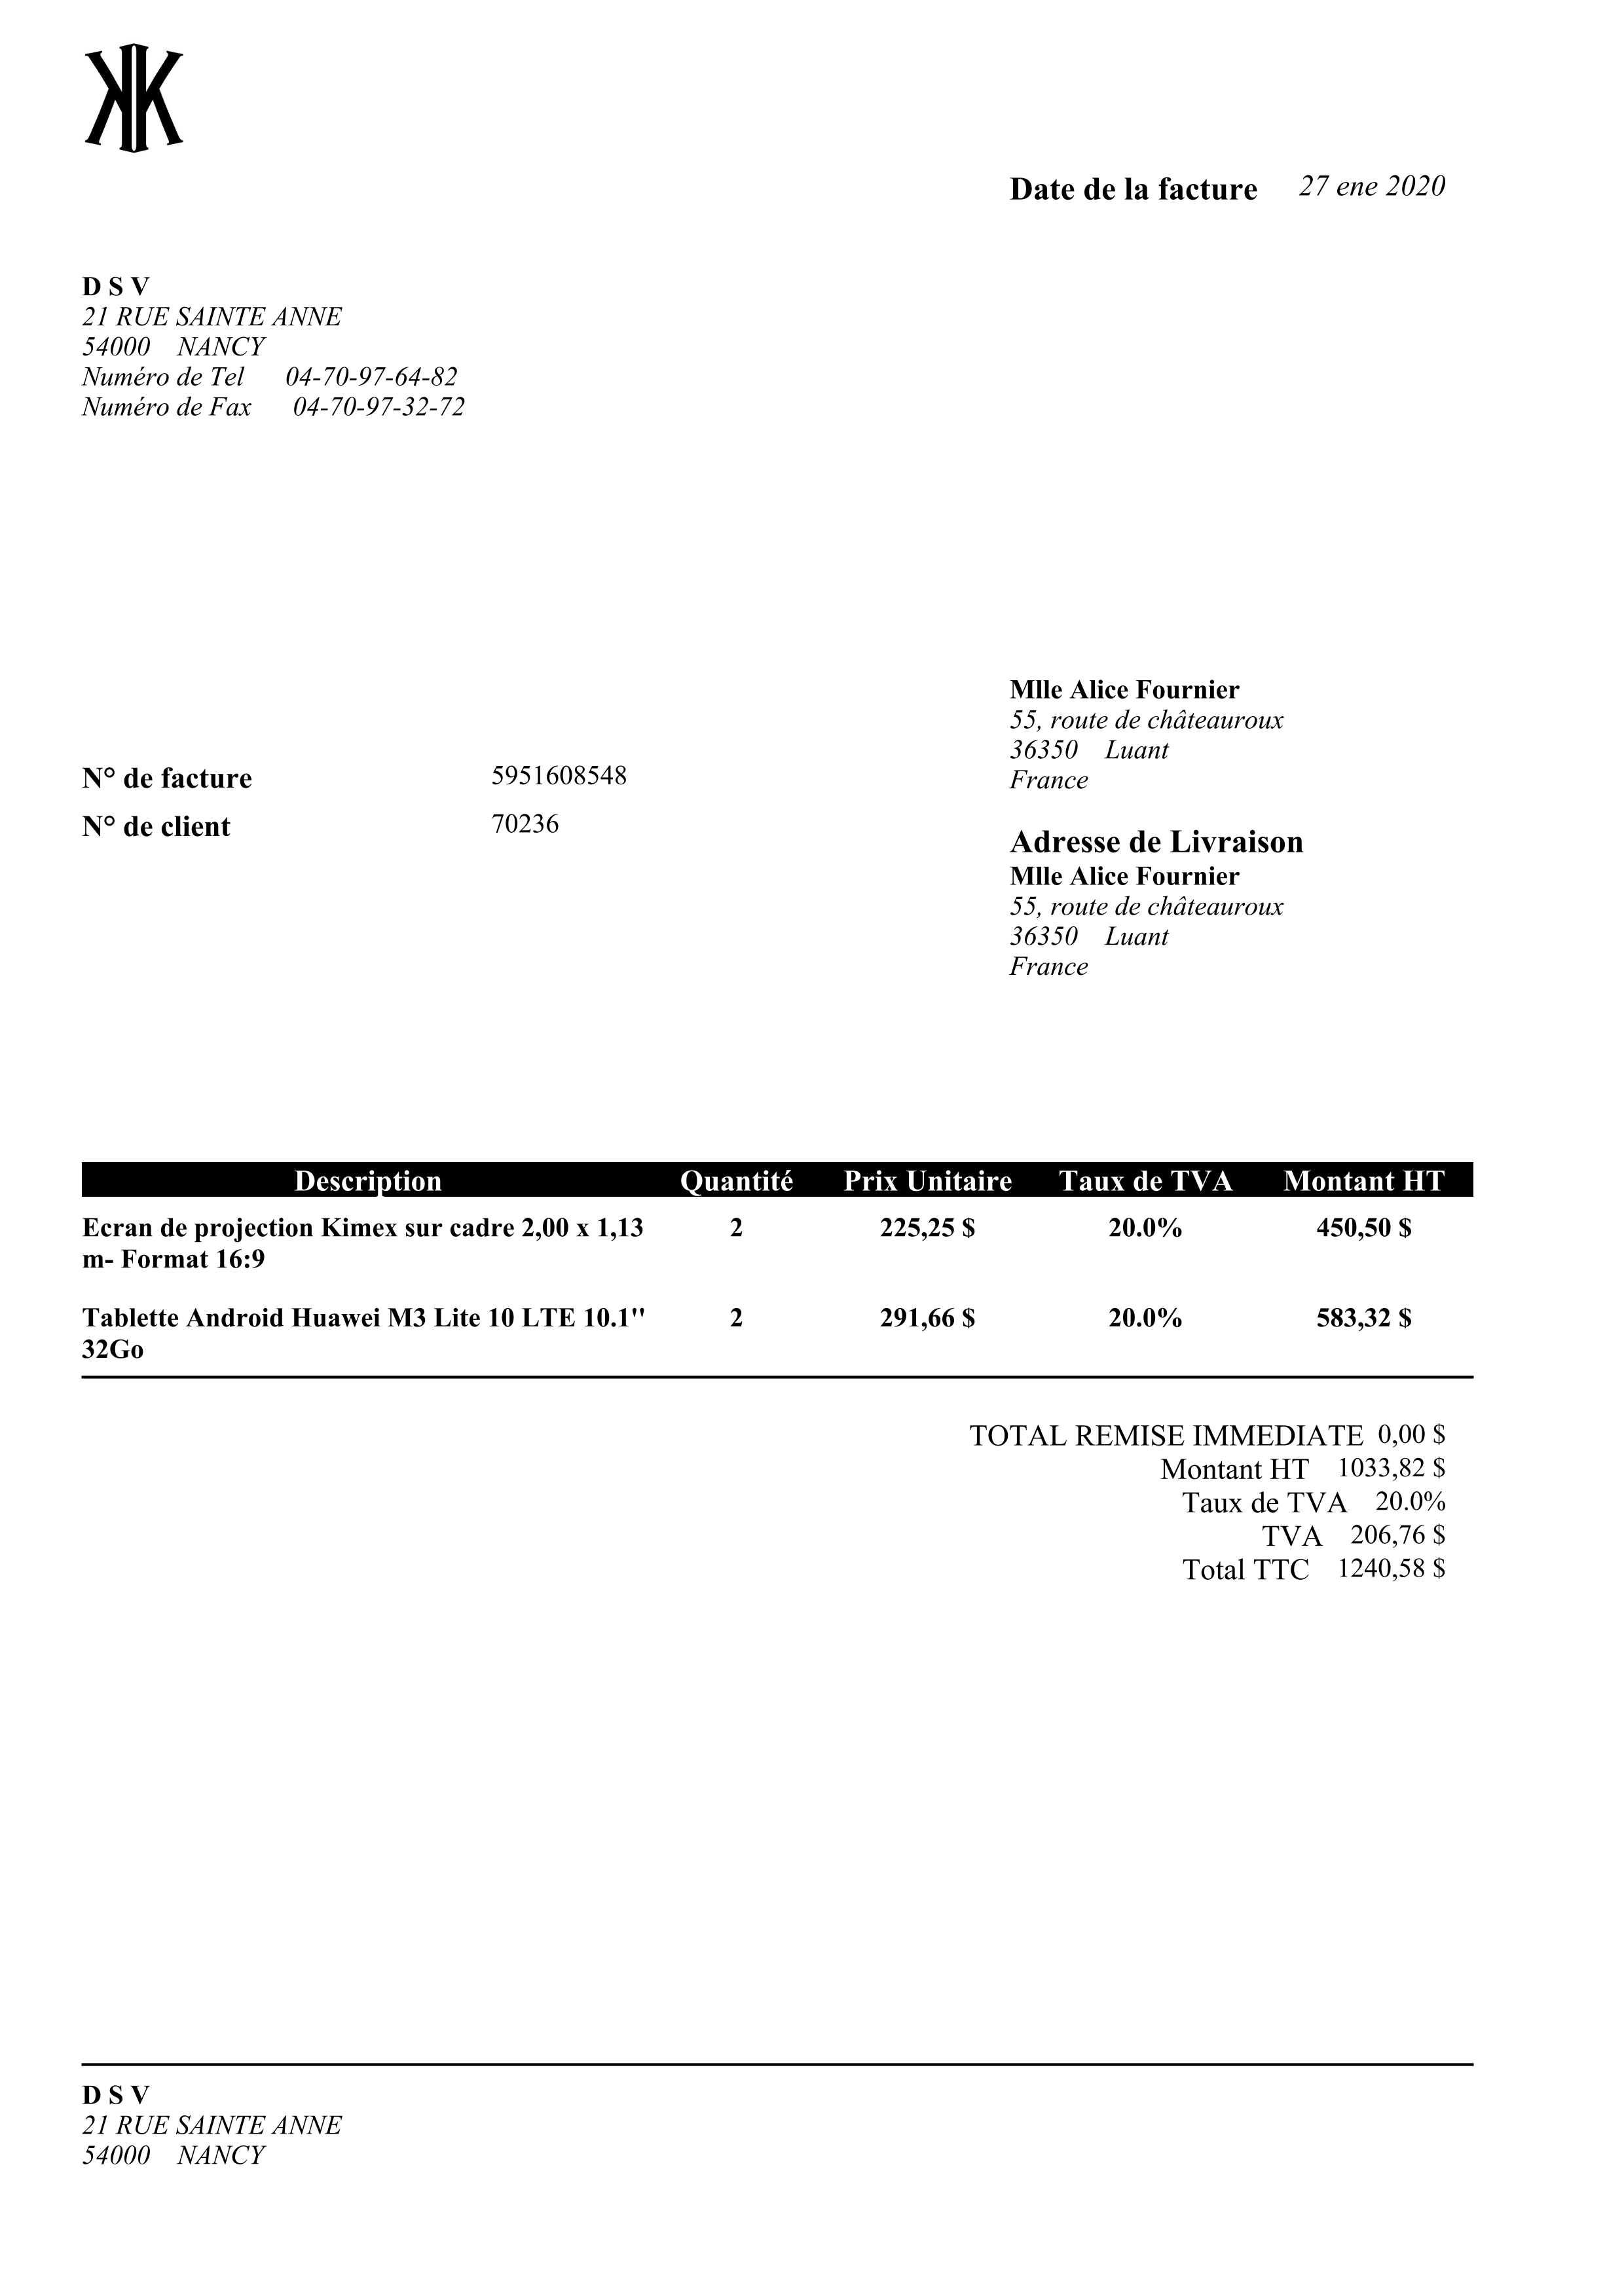 Date de la facture 27 ene 2020
D S V
21 RUE SAINTE ANNE
54000 NANCY
Numéro de Tel 04-70-97-64-82
Numéro de Fax 04-70-97-32-72
Mlle Alice Fournier
55, route de châteauroux
36350 Luant
France
N° de facture 5951608548
N° de client 70236
Adresse de Livraison
Mlle Alice Fournier
55, route de châteauroux
36350 Luant
France
Description Quantité Prix Unitaire Taux de TVA Montant HT
Ecran de projection Kimex sur cadre 2,00 x 1,13 2 225,25 $ 20.0% 450,50 $
m- Format 16:9
Tablette Android Huawei M3 Lite 10 LTE 10.1'' 2 291,66 $ 20.0% 583,32 $
32Go
TOTAL REMISE IMMEDIATE 0,00 $
Montant HT 1033,82 $
Taux de TVA 20.0%
TVA 206,76 $
Total TTC 1240,58 $
D S V
21 RUE SAINTE ANNE
54000 NANCY